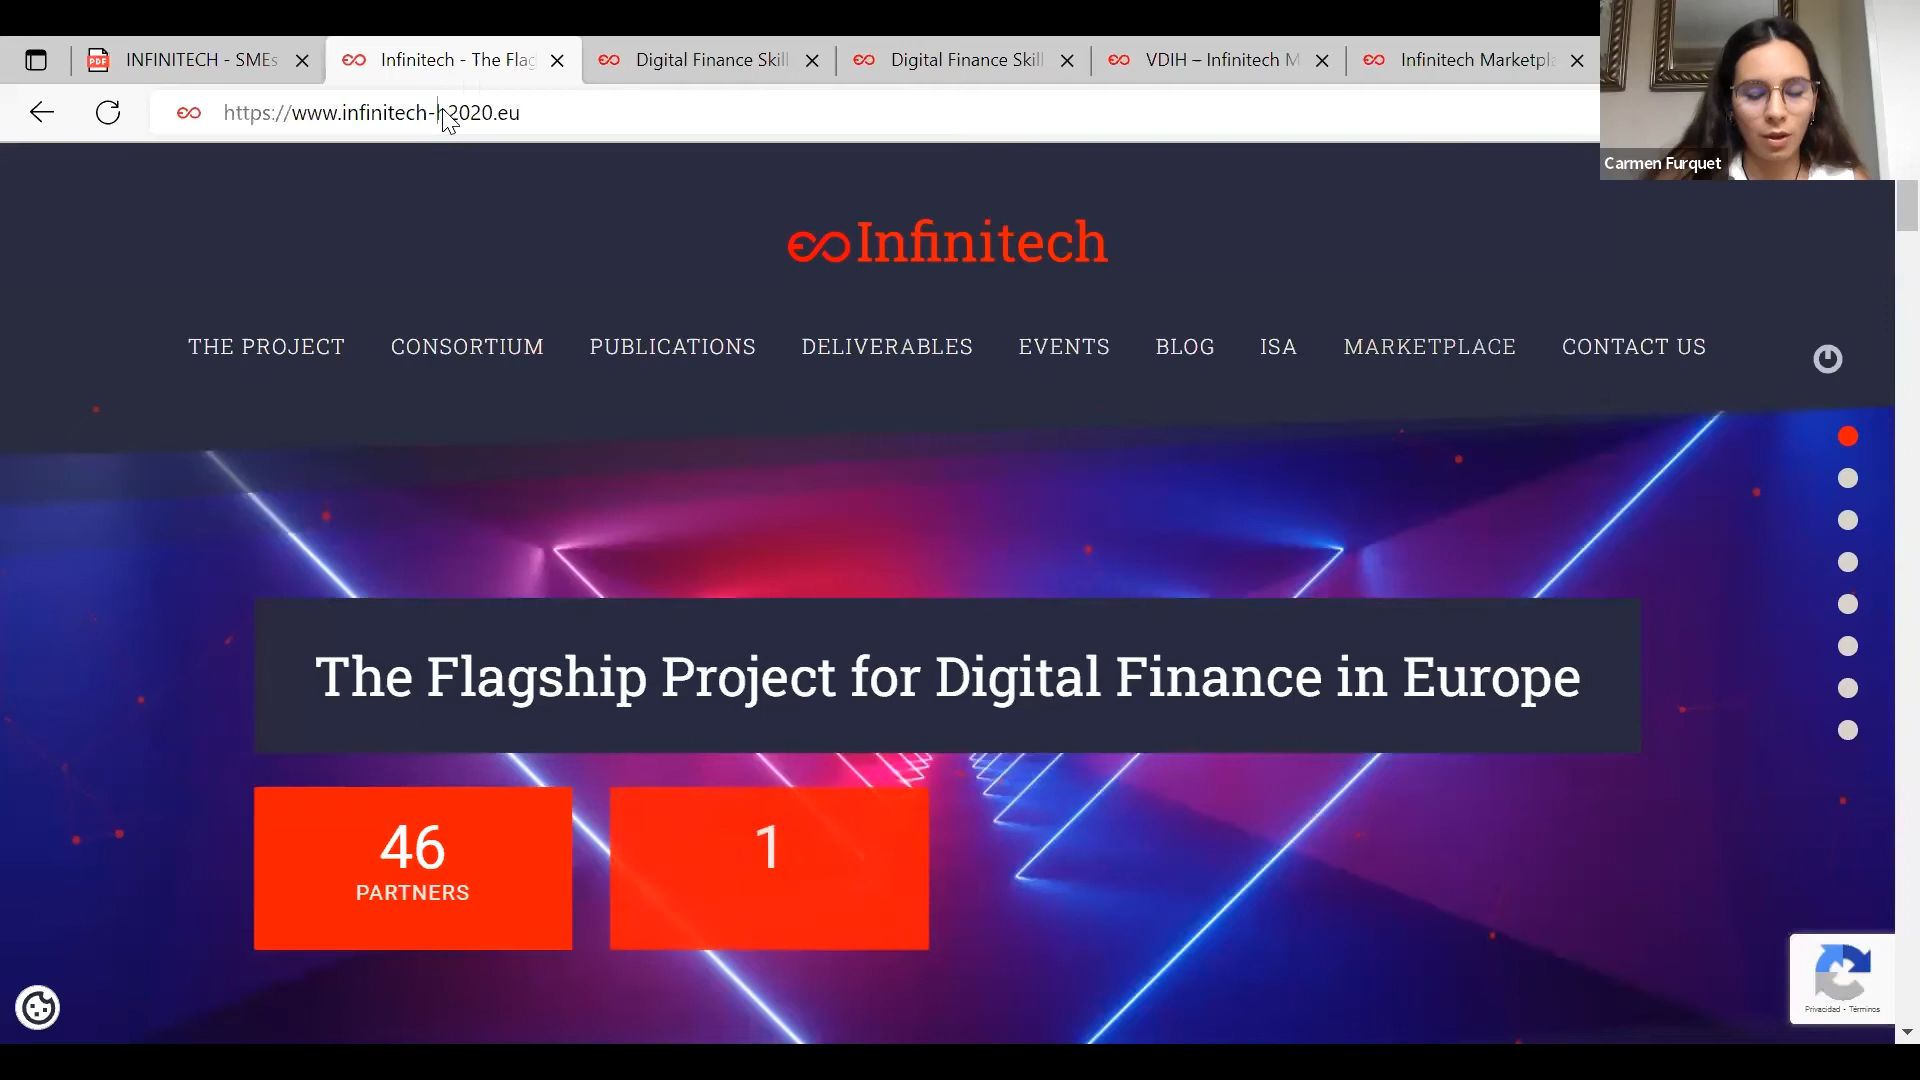 INFINITECH - SMEs
Infinitech - The Flag
Digital Finance Skill
Digital Finance Skill
VDIH – Infinitech M
Infinitech Marketpla
https://www.infinitech-h2020.eu
Carmen Furquet
Infinitech
THE PROJECT CONSORTIUM PUBLICATIONS DELIVERABLES EVENTS BLOG ISA MARKETPLACE CONTACT US
The Flagship Project for Digital Finance in Europe
46
PARTNERS
1
Privacidad - Términos